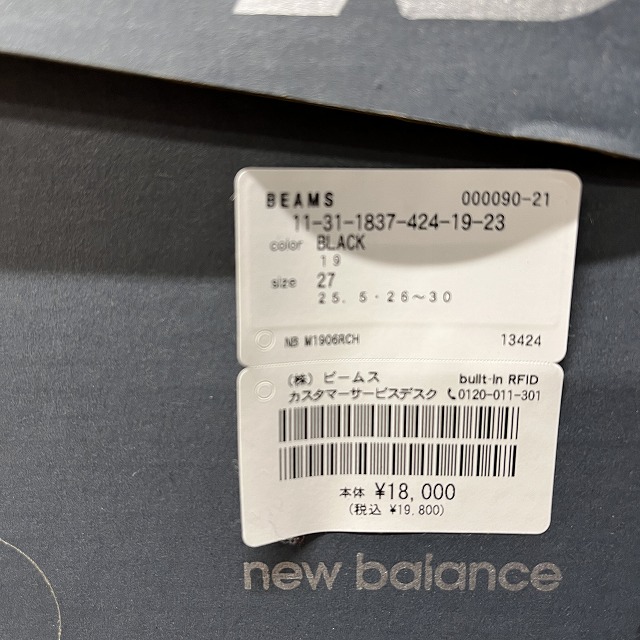 BEAMS 000090-21
11-31-1837-424-19-23
color BLACK
19
size 27
25.5・26~30
NB M1906RCH 13424
(株) ビームス built-in RFID
カスタマーサービスデスク 0120-011-301
本体 ¥18,000
(税込 ¥19,800)
new balance